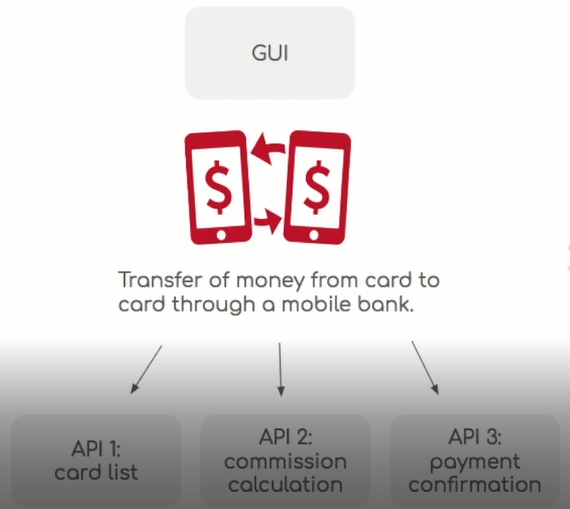 GUI
$ $
Transfer of money from card to
card through a mobile bank.
API 1:
card list
API 2:
commission
calculation
API 3:
payment
confirmation